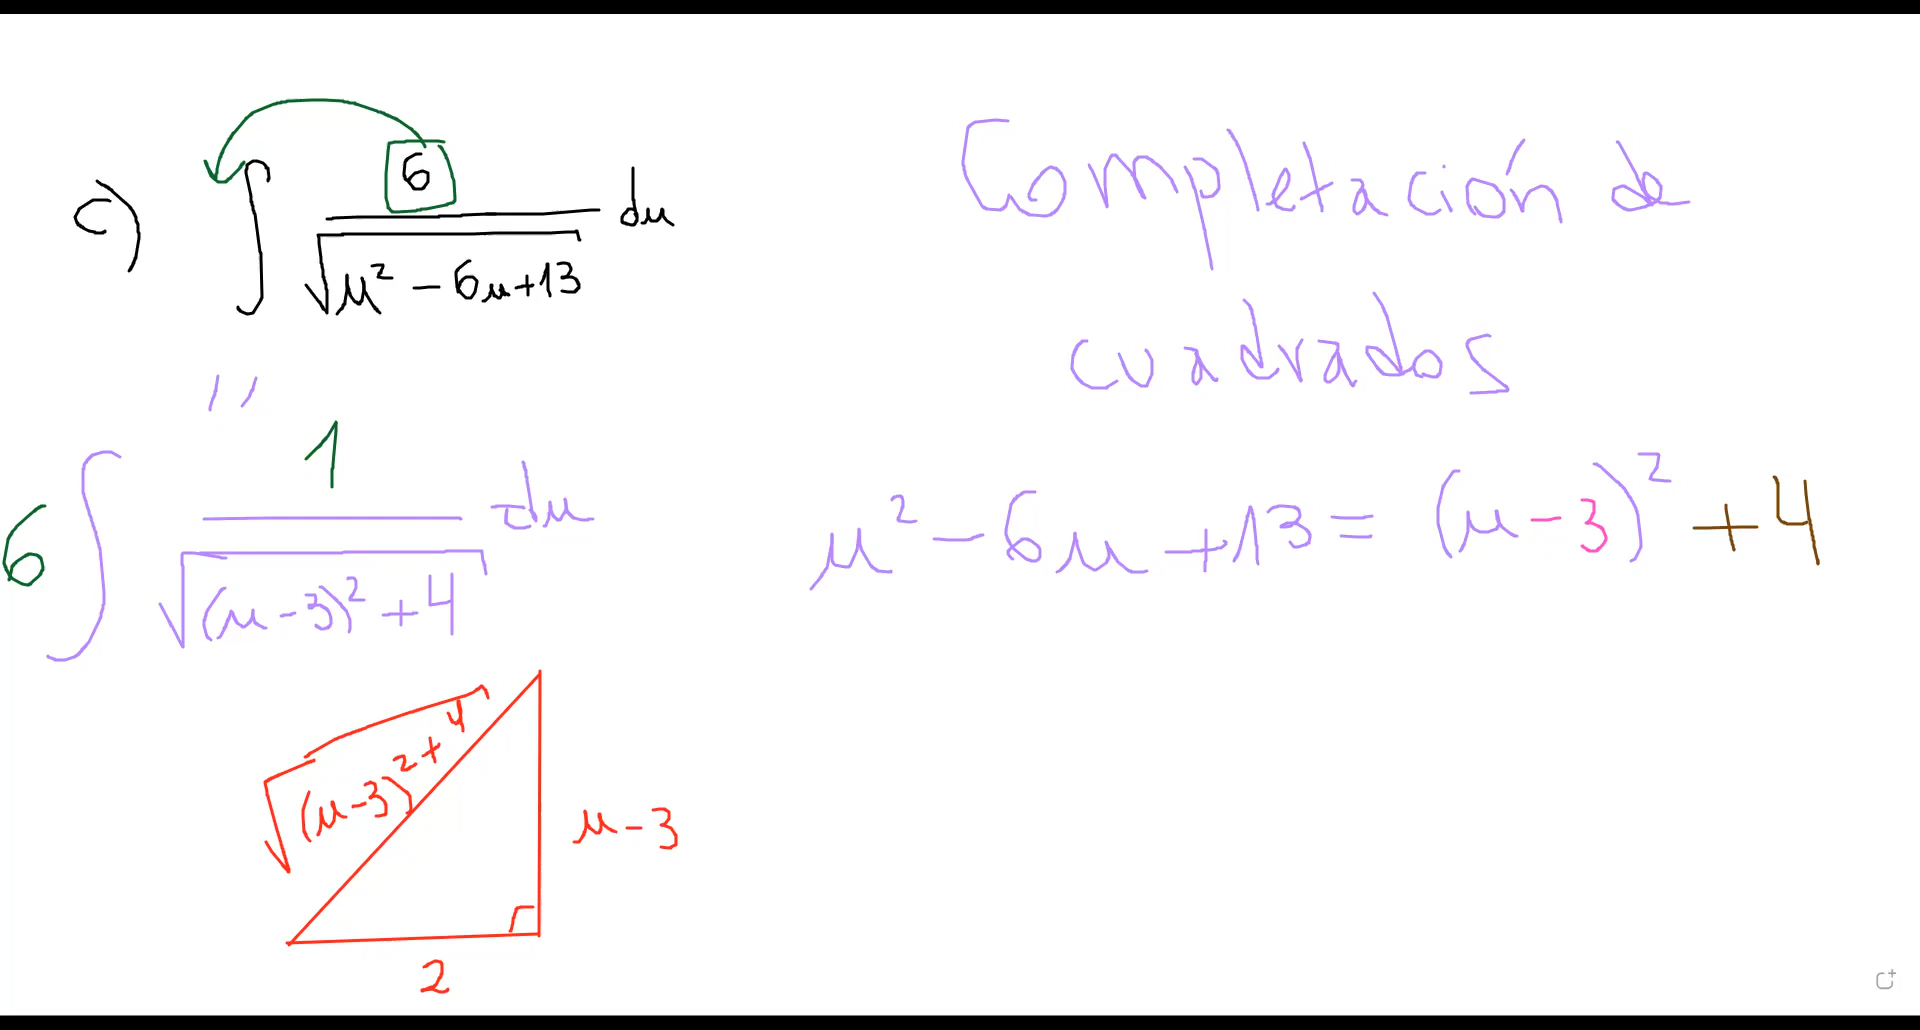 c) ∫ 6 / √(u² - 6u + 13) du
Completación de
cuadrados
6 ∫ 1 / √((u-3)² + 4) du
u² - 6u + 13 = (u - 3)² + 4
√((u-3)² + 4)
u - 3
2